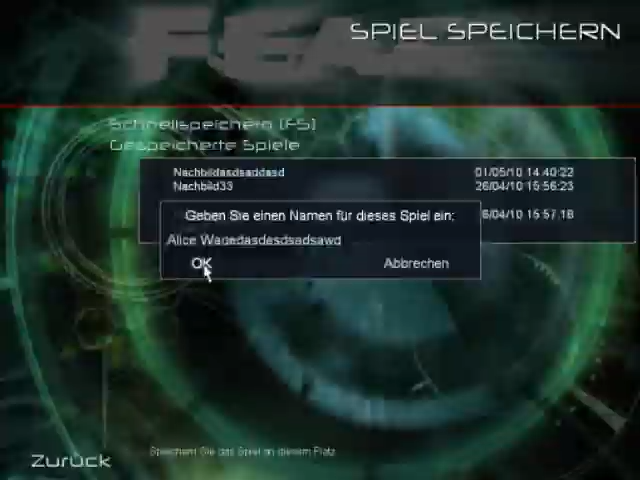 FEAR
SPIEL SPEICHERN
Schnellspeichern [F5]
Gespeicherte Spiele
Nachbildasdsaddasd 01/05/10 14:40:22
Nachbild33 26/04/10 15:56:23
Geben Sie einen Namen für dieses Spiel ein:
6/04/10 15:57:18
Alice Wagedasdesdsadsawd
OK Abbrechen
Speichern Sie das Spiel an diesem Platz
Zurück